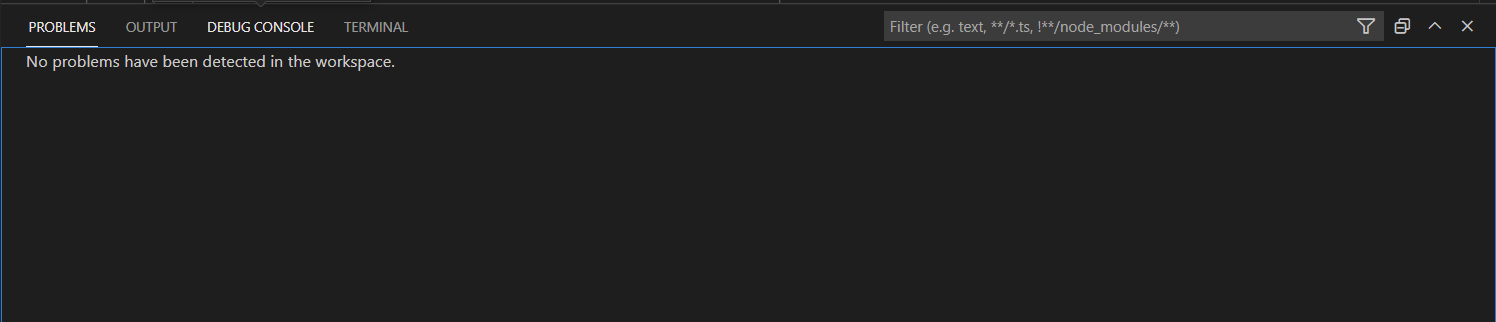 PROBLEMS OUTPUT DEBUG CONSOLE TERMINAL Filter (e.g. text, **/*.ts, !**/node_modules/**)
No problems have been detected in the workspace.